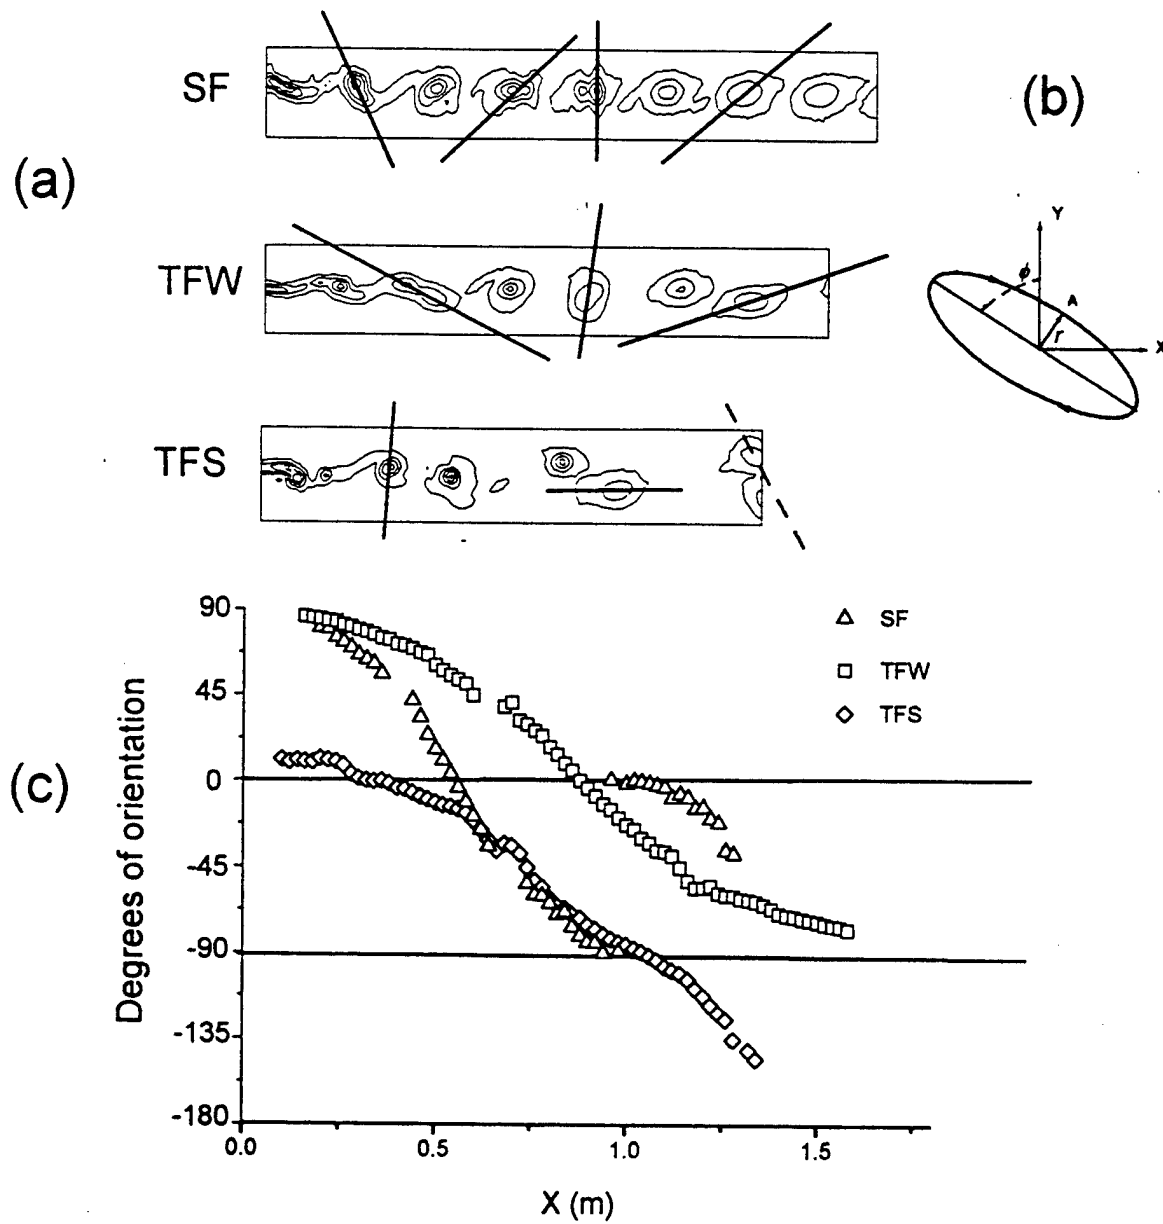 SF
(b)
(a)
Y
ϕ
TFW
A
r
X
TFS
90
SF
TFW
45
TFS
(c)
Degrees of orientation
0
-45
-90
-135
-180
0.0 0.5 1.0 1.5
X (m)